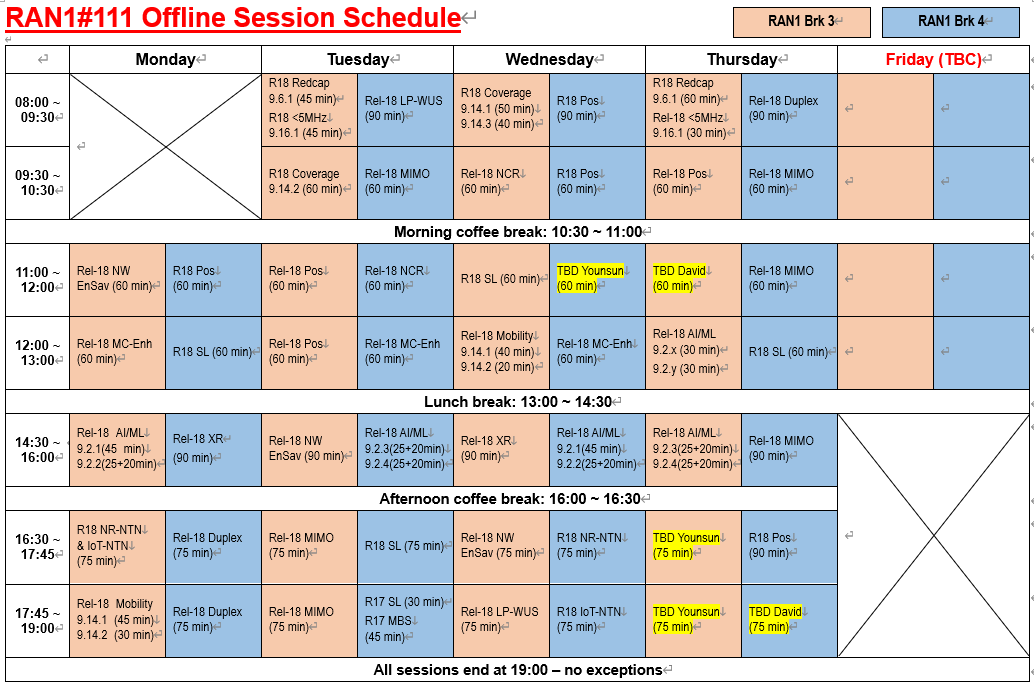 RAN1#111 Offline Session Schedule
RAN1 Brk 3
RAN1 Brk 4
Monday
Tuesday
Wednesday
Thursday
Friday (TBC)
08:00 ~
09:30
R18 Redcap
9.6.1 (45 min)
R18 <5MHz
9.16.1 (45 min)
Rel-18 LP-WUS
(90 min)
R18 Coverage
9.14.1 (50 min)
9.14.3 (40 min)
R18 Pos
(90 min)
R18 Redcap
9.6.1 (60 min)
Rel-18 <5MHz
9.16.1 (30 min)
Rel-18 Duplex
(90 min)
09:30 ~
10:30
R18 Coverage
9.14.2 (60 min)
Rel-18 MIMO
(60 min)
Rel-18 NCR
(60 min)
R18 Pos
(60 min)
Rel-18 Pos
(60 min)
Rel-18 MIMO
(60 min)
Morning coffee break: 10:30 ~ 11:00
11:00 ~
12:00
Rel-18 NW
EnSav (60 min)
R18 Pos
(60 min)
Rel-18 Pos
(60 min)
Rel-18 NCR
(60 min)
R18 SL (60 min)
TBD Younsun
(60 min)
TBD David
(60 min)
Rel-18 MIMO
(60 min)
12:00 ~
13:00
Rel-18 MC-Enh
(60 min)
R18 SL (60 min)
Rel-18 Pos
(60 min)
Rel-18 MC-Enh
(60 min)
Rel-18 Mobility
9.14.1 (40 min)
9.14.2 (20 min)
Rel-18 MC-Enh
(60 min)
Rel-18 AI/ML
9.2.x (30 min)
9.2.y (30 min)
R18 SL (60 min)
Lunch break: 13:00 ~ 14:30
14:30 ~
16:00
Rel-18 AI/ML
9.2.1(45 min)
9.2.2(25+20min)
Rel-18 XR
(90 min)
Rel-18 NW
EnSav (90 min)
Rel-18 AI/ML
9.2.3(25+20min)
9.2.4(25+20min)
Rel-18 XR
(90 min)
Rel-18 AI/ML
9.2.1(45 min)
9.2.2(25+20min)
Rel-18 AI/ML
9.2.3(25+20min)
9.2.4(25+20min)
Rel-18 MIMO
(90 min)
Afternoon coffee break: 16:00 ~ 16:30
16:30 ~
17:45
R18 NR-NTN
& IoT-NTN
(75 min)
Rel-18 Duplex
(75 min)
Rel-18 MIMO
(75 min)
R18 SL (75 min)
Rel-18 NW
EnSav (75 min)
R18 NR-NTN
(75 min)
TBD Younsun
(75 min)
R18 Pos
(90 min)
17:45 ~
19:00
Rel-18 Mobility
9.14.1 (45 min)
9.14.2 (30 min)
Rel-18 Duplex
(75 min)
Rel-18 MIMO
(75 min)
R17 SL (30 min)
R17 MBS
(45 min)
Rel-18 LP-WUS
(75 min)
R18 IoT-NTN
(75 min)
TBD Younsun
(75 min)
TBD David
(75 min)
All sessions end at 19:00 – no exceptions